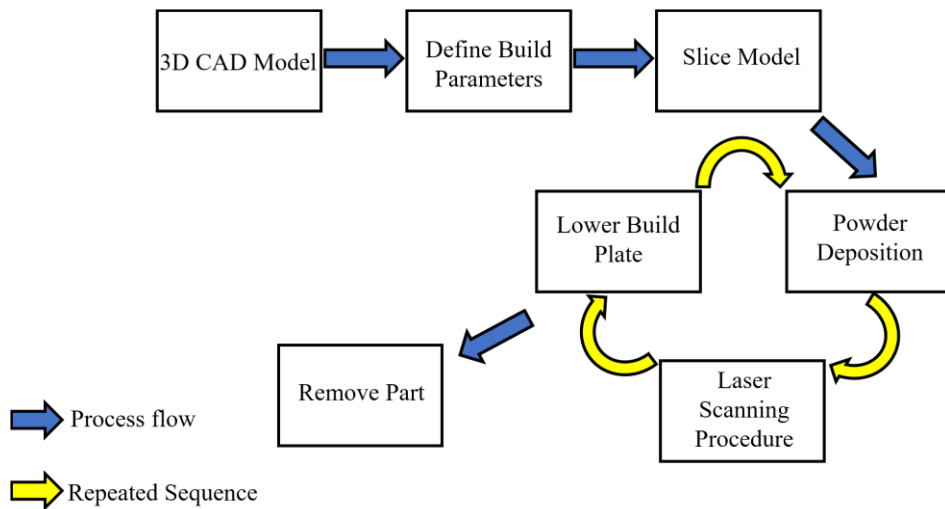 3D CAD Model
Define Build
Parameters
Slice Model
Lower Build
Plate
Powder
Deposition
Laser
Scanning
Procedure
Remove Part
Process flow
Repeated Sequence